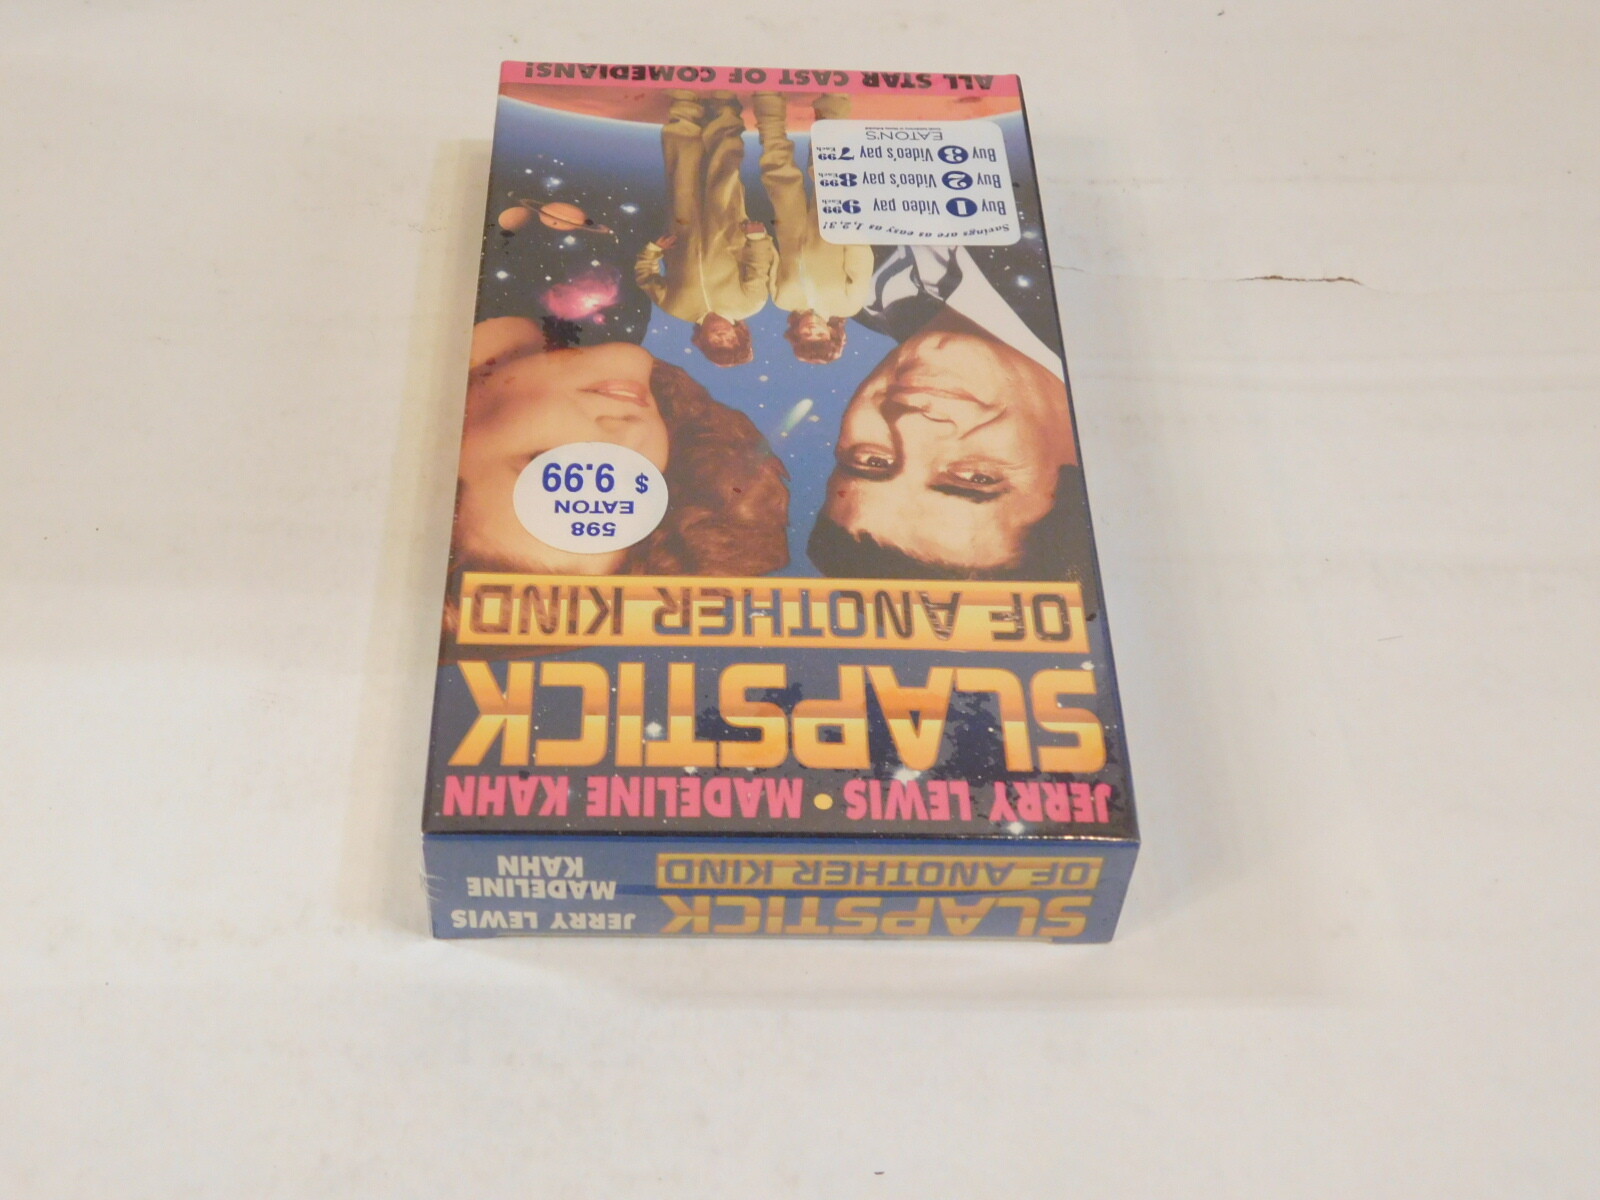 JERRY LEWIS • MADELINE KAHN
SLAPSTICK
OF ANOTHER KIND
598
EATON
$ 9.99
Savings are as easy as 1,2,3!
Buy 1 Video pay 9.99 Each
Buy 2 Video's pay 8.99 Each
Buy 3 Video's pay 7.99 Each
EATON'S
ALL STAR CAST OF COMEDIANS!
SLAPSTICK
OF ANOTHER KIND
JERRY LEWIS
MADELINE
KAHN